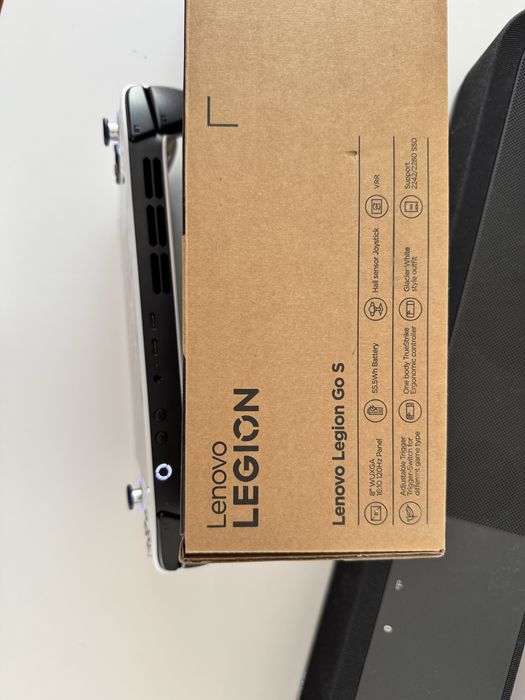 Lenovo
LEGION
Lenovo Legion Go S
8" WUXGA
16:10 120Hz Panel
55.5Wh Battery
Hall sensor Joystick
VRR
Adjustable Trigger
Trigger-Switch for
different game type
One body TrueStrike
Ergonomic controller
Glacier White
style outfit
Support
2242/2280 SSD